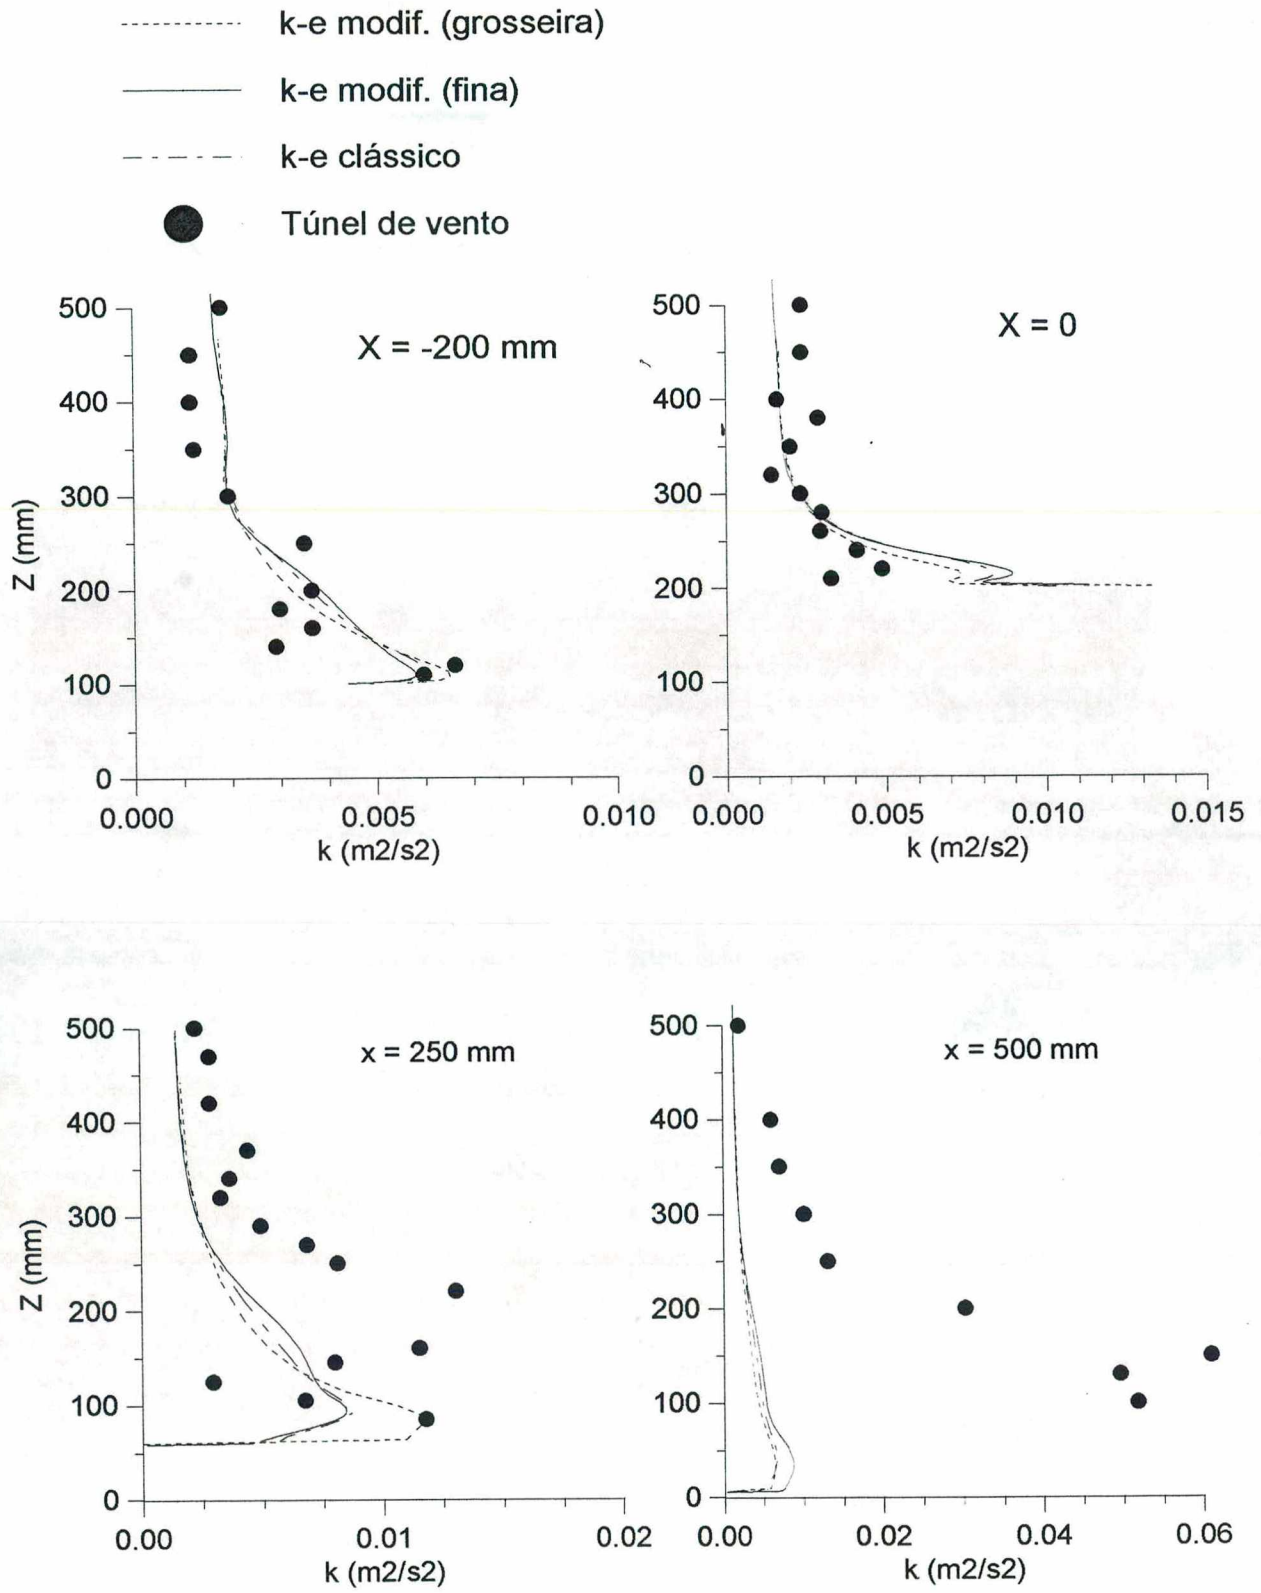 k-e modif. (grosseira)
k-e modif. (fina)
k-e clássico
Túnel de vento
X = -200 mm
500
400
300
200
100
0
Z (mm)
0.000
0.005
0.010
k (m2/s2)
X = 0
500
400
300
200
100
0
0.000
0.005
0.010
0.015
k (m2/s2)
x = 250 mm
500
400
300
200
100
0
Z (mm)
0.00
0.01
0.02
k (m2/s2)
x = 500 mm
500
400
300
200
100
0
0.00
0.02
0.04
0.06
k (m2/s2)